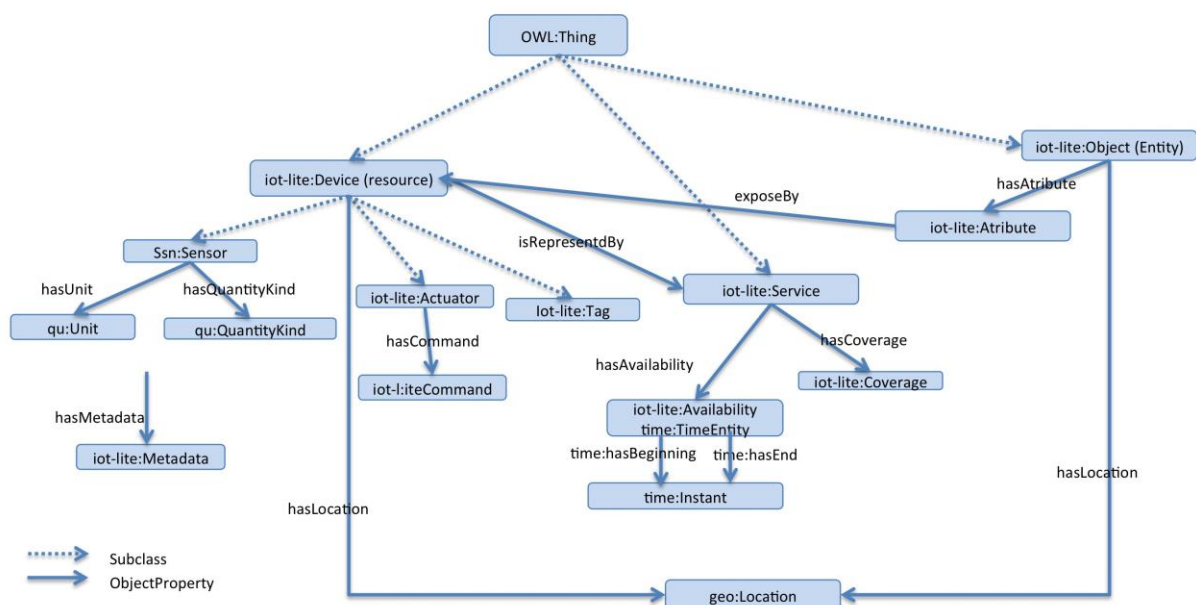 OWL:Thing
iot-lite:Object (Entity)
iot-lite:Device (resource)
hasAtribute
exposeBy
iot-lite:Atribute
isRepresentdBy
Ssn:Sensor
hasUnit
hasQuantityKind
iot-lite:Actuator
Iot-lite:Tag
iot-lite:Service
qu:Unit
qu:QuantityKind
hasCommand
hasCoverage
hasAvailability
iot-l:iteCommand
iot-lite:Coverage
hasMetadata
iot-lite:Availability
time:TimeEntity
iot-lite:Metadata
time:hasBeginning
time:hasEnd
hasLocation
time:Instant
hasLocation
Subclass
ObjectProperty
geo:Location